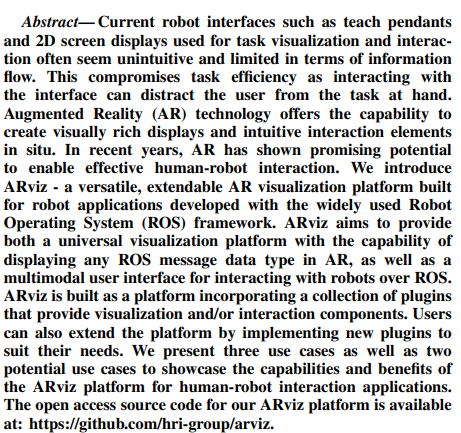 Abstract— Current robot interfaces such as teach pendants
and 2D screen displays used for task visualization and interac-
tion often seem unintuitive and limited in terms of information
flow. This compromises task efficiency as interacting with
the interface can distract the user from the task at hand.
Augmented Reality (AR) technology offers the capability to
create visually rich displays and intuitive interaction elements
in situ. In recent years, AR has shown promising potential
to enable effective human-robot interaction. We introduce
ARviz - a versatile, extendable AR visualization platform built
for robot applications developed with the widely used Robot
Operating System (ROS) framework. ARviz aims to provide
both a universal visualization platform with the capability of
displaying any ROS message data type in AR, as well as a
multimodal user interface for interacting with robots over ROS.
ARviz is built as a platform incorporating a collection of plugins
that provide visualization and/or interaction components. Users
can also extend the platform by implementing new plugins to
suit their needs. We present three use cases as well as two
potential use cases to showcase the capabilities and benefits of
the ARviz platform for human-robot interaction applications.
The open access source code for our ARviz platform is available
at: https://github.com/hri-group/arviz.